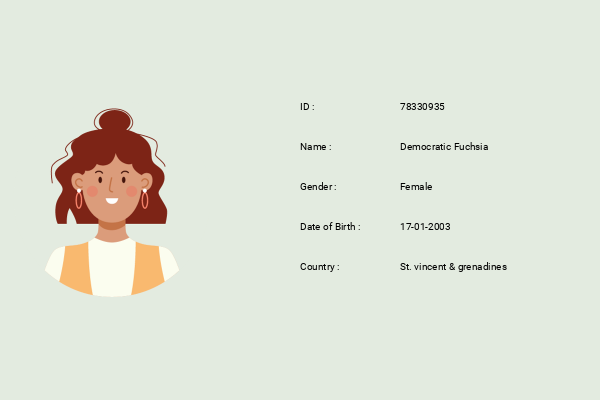 ID : 78330935
Name : Democratic Fuchsia
Gender : Female
Date of Birth : 17-01-2003
Country : St. vincent & grenadines